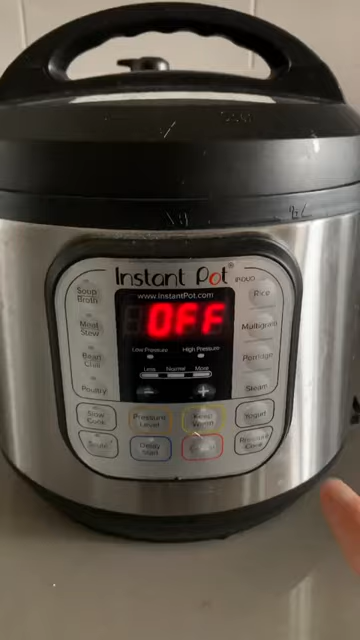 Instant Pot
www.InstantPot.com
OFF
Low Pressure High Pressure
Less Normal More
- +
Soup
Broth
Meat
Stew
Bean
Chili
Poultry
Slow
Cook
Sauté
Pressure
Level
Keep
Warm
Delay
Start
Rice
Multigrain
Porridge
Steam
Yogurt
Pressure
Cook